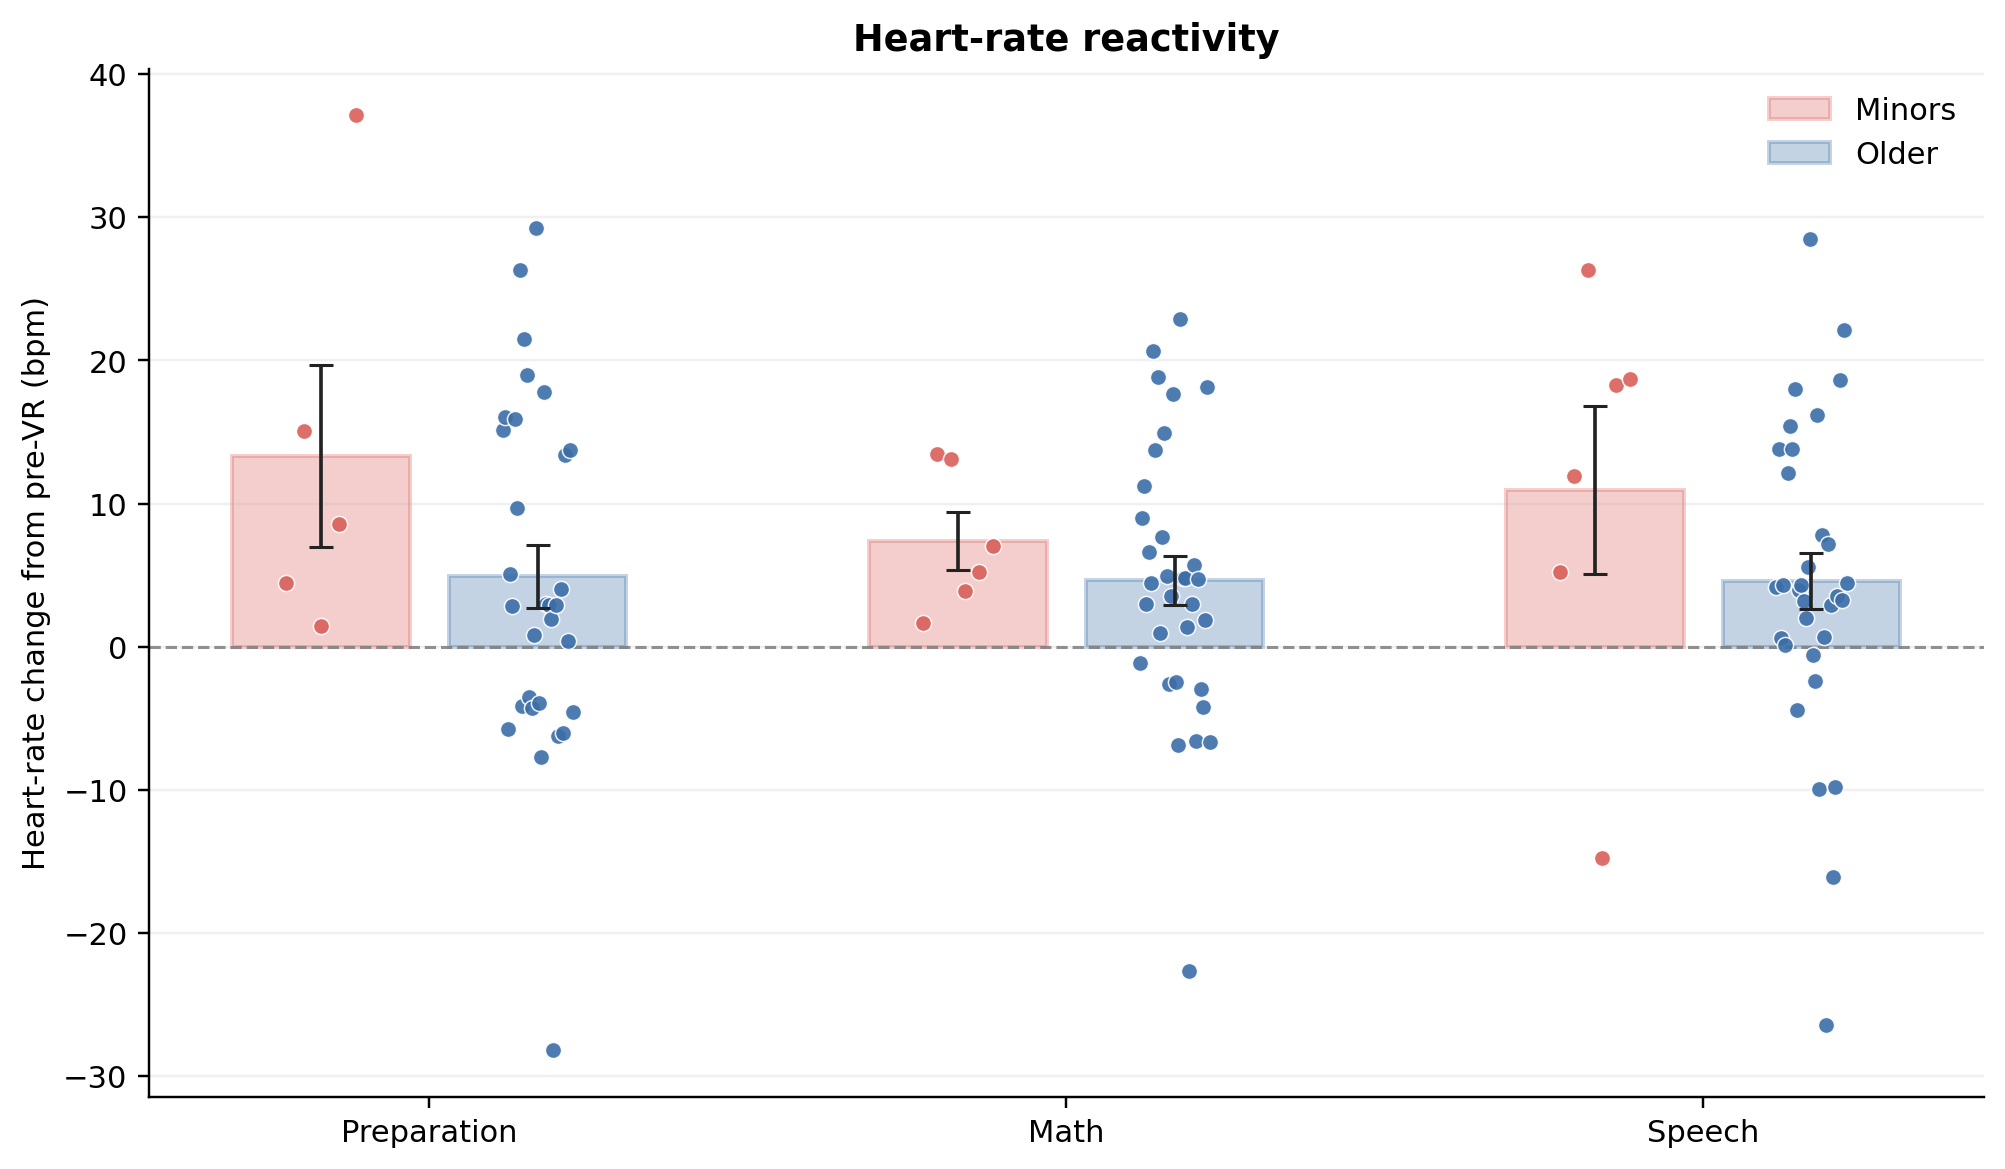 Heart-rate reactivity
Minors
Older
Heart-rate change from pre-VR (bpm)
40
30
20
10
0
−10
−20
−30
Preparation
Math
Speech